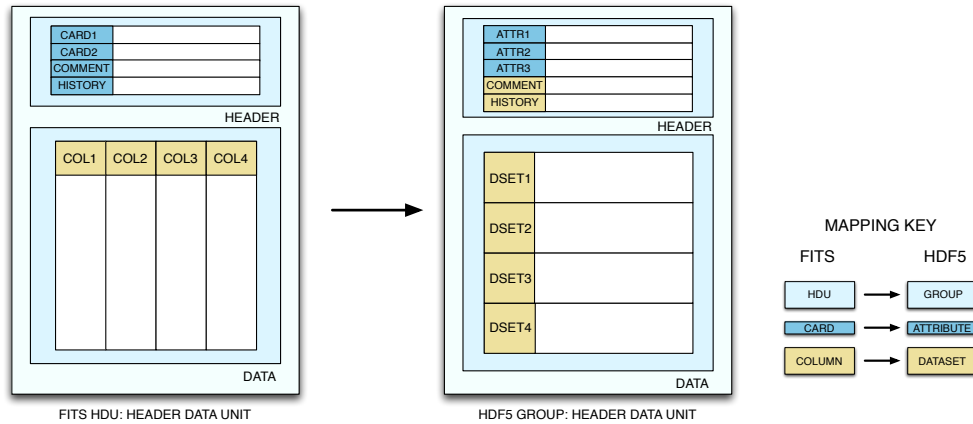 CARD1
CARD2
COMMENT
HISTORY
HEADER
COL1 COL2 COL3 COL4
DATA
FITS HDU: HEADER DATA UNIT
ATTR1
ATTR2
ATTR3
COMMENT
HISTORY
HEADER
DSET1
DSET2
DSET3
DSET4
DATA
HDF5 GROUP: HEADER DATA UNIT
MAPPING KEY
FITS HDF5
HDU GROUP
CARD ATTRIBUTE
COLUMN DATASET